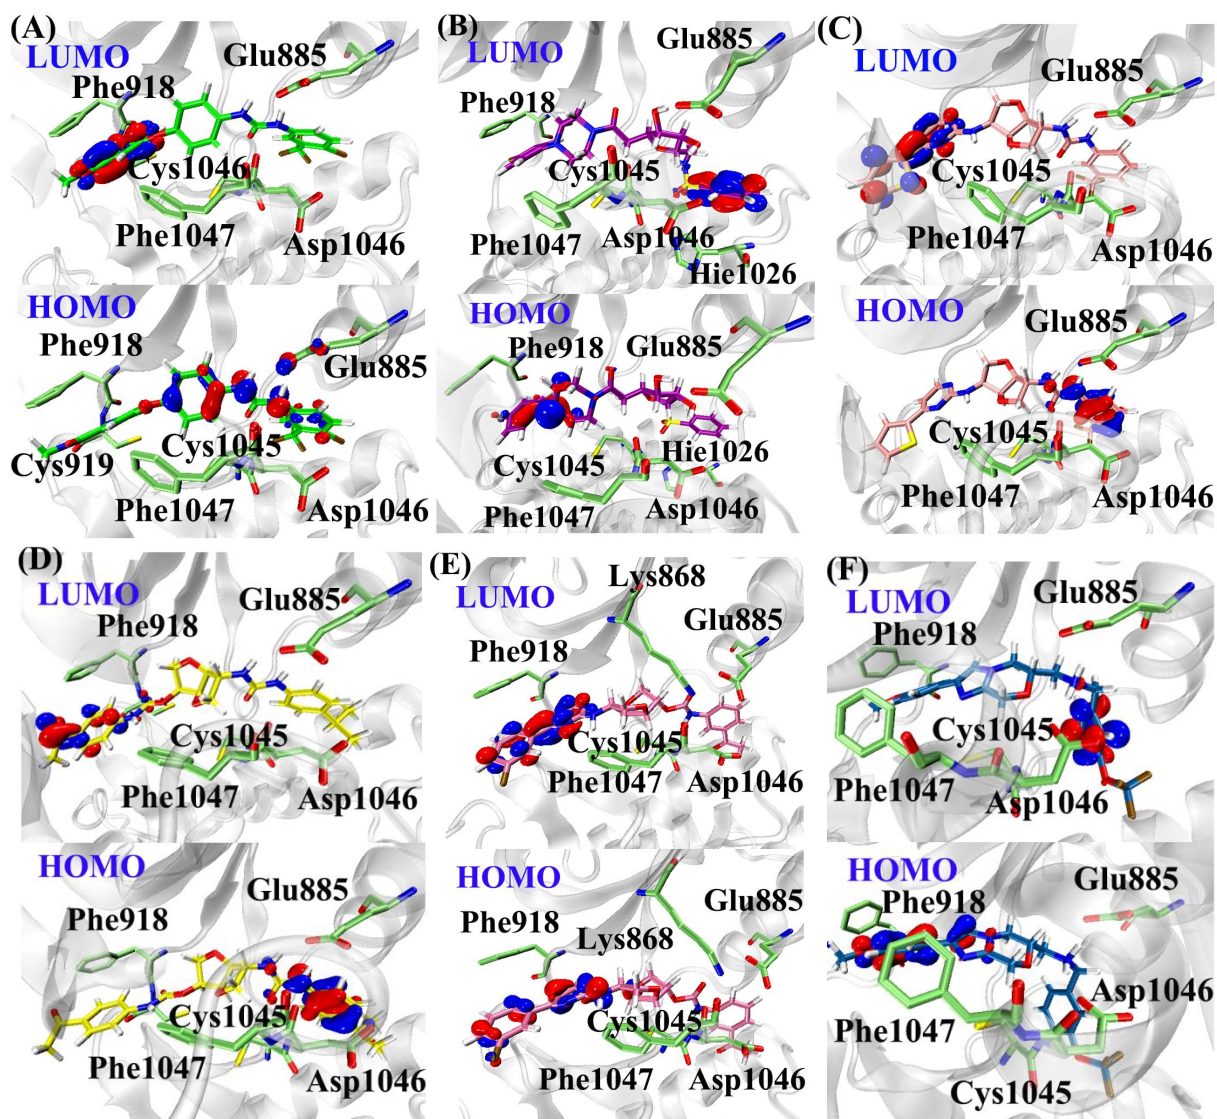 (A)
LUMO
Glu885
Phe918
Cys1046
Phe1047
Asp1046
HOMO
Phe918
Glu885
Cys1045
Cys919
Phe1047
Asp1046
(B)
LUMO
Glu885
Phe918
Cys1045
Phe1047
Asp1046
Hie1026
HOMO
Phe918
Glu885
Cys1045
Hie1026
Phe1047
Asp1046
(C)
LUMO
Glu885
Cys1045
Phe1047
Asp1046
HOMO
Glu885
Cys1045
Phe1047
Asp1046
(D)
LUMO
Glu885
Phe918
Cys1045
Phe1047
Asp1046
HOMO
Glu885
Phe918
Cys1045
Phe1047
Asp1046
(E)
Lys868
LUMO
Glu885
Phe918
Cys1045
Phe1047
Asp1046
HOMO
Glu885
Phe918
Lys868
Cys1045
Phe1047
Asp1046
(F)
LUMO
Glu885
Phe918
Cys1045
Phe1047
Asp1046
HOMO
Glu885
Phe918
Asp1046
Phe1047
Cys1045